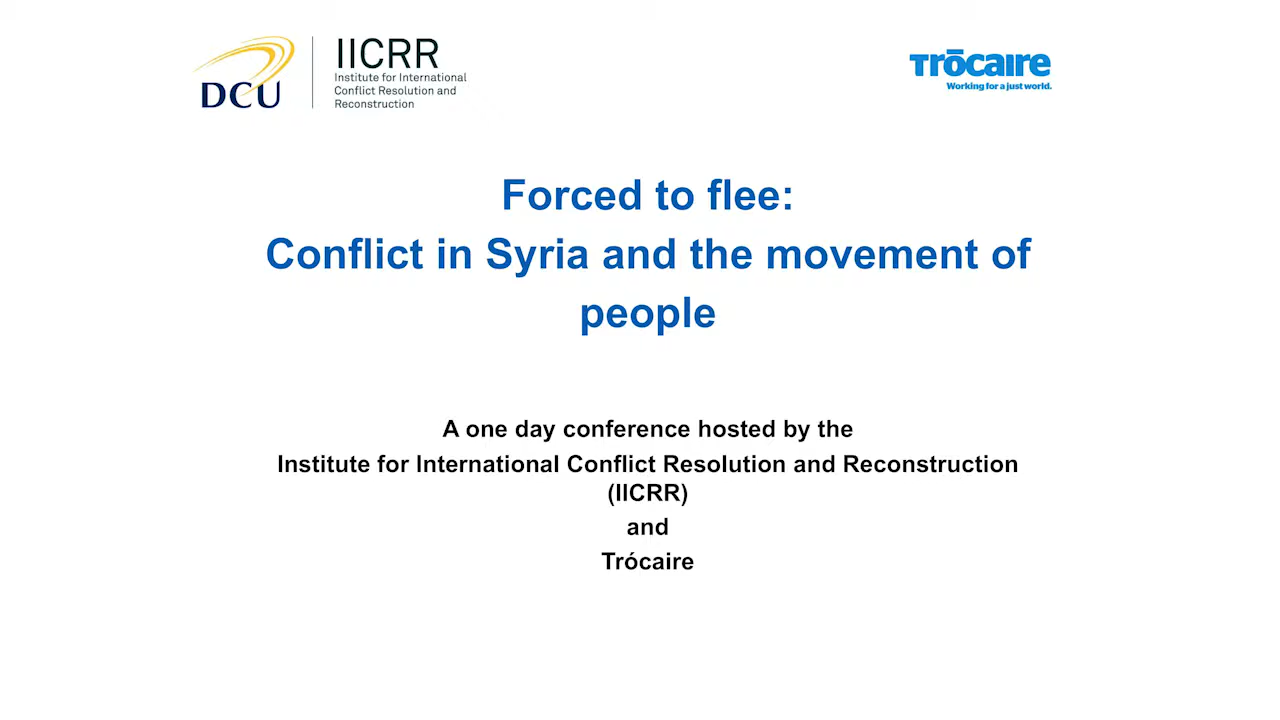 DCU
IICRR
Institute for International
Conflict Resolution and
Reconstruction
Trōcaire
Working for a just world.
Forced to flee:
Conflict in Syria and the movement of
people
A one day conference hosted by the
Institute for International Conflict Resolution and Reconstruction
(IICRR)
and
Trócaire